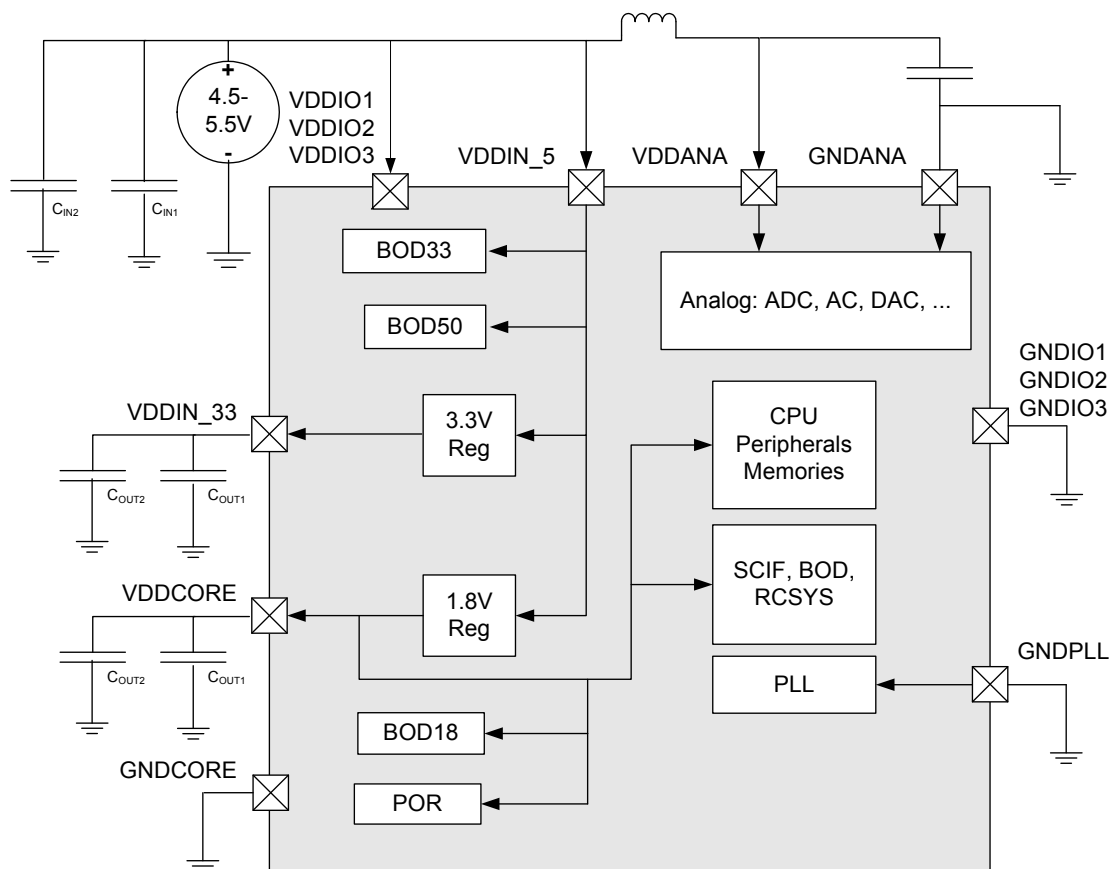 +
4.5-
5.5V
-
VDDIO1
VDDIO2
VDDIO3
VDDIN_5
VDDANA
GNDANA
CIN2
CIN1
BOD33
BOD50
Analog: ADC, AC, DAC, ...
GNDIO1
GNDIO2
GNDIO3
VDDIN_33
3.3V
Reg
CPU
Peripherals
Memories
COUT2
COUT1
VDDCORE
1.8V
Reg
SCIF, BOD,
RCSYS
COUT2
COUT1
GNDPLL
PLL
BOD18
GNDCORE
POR